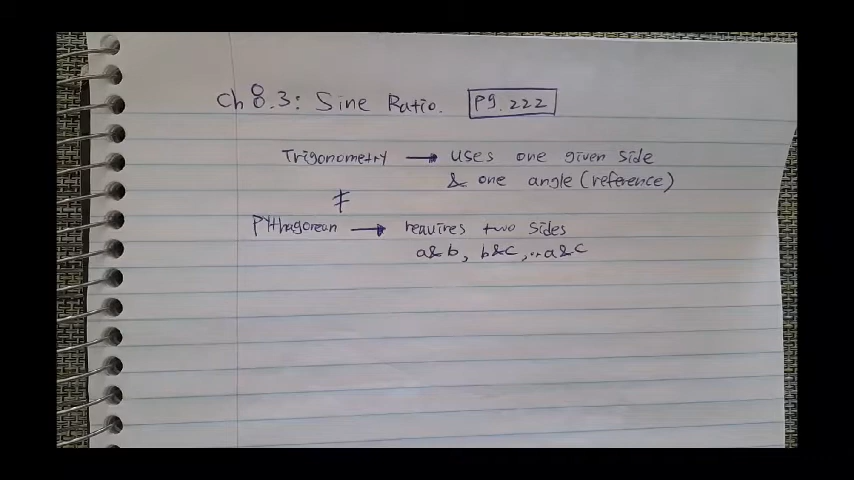 Ch 8.3: Sine Ratio. Pg. 222
Trigonometry → uses one given side
& one angle (reference)
≠
Pythagorean → requires two sides
a&b, b&c, .. a&c